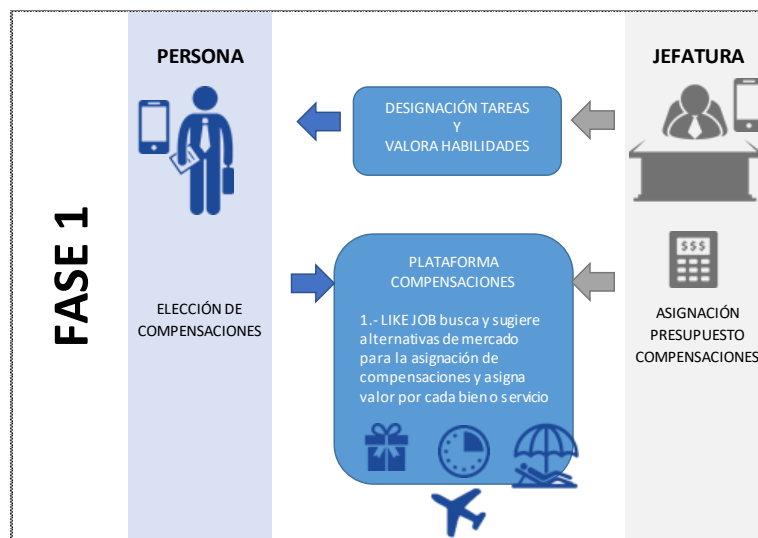 FASE 1
PERSONA
JEFATURA
DESIGNACIÓN TAREAS
Y
VALORA HABILIDADES
ELECCIÓN DE
COMPENSACIONES
PLATAFORMA
COMPENSACIONES
1.- LIKE JOB busca y sugiere
alternativas de mercado
para la asignación de
compensaciones y asigna
valor por cada bien o servicio
$$$
ASIGNACIÓN
PRESUPUESTO
COMPENSACIONES